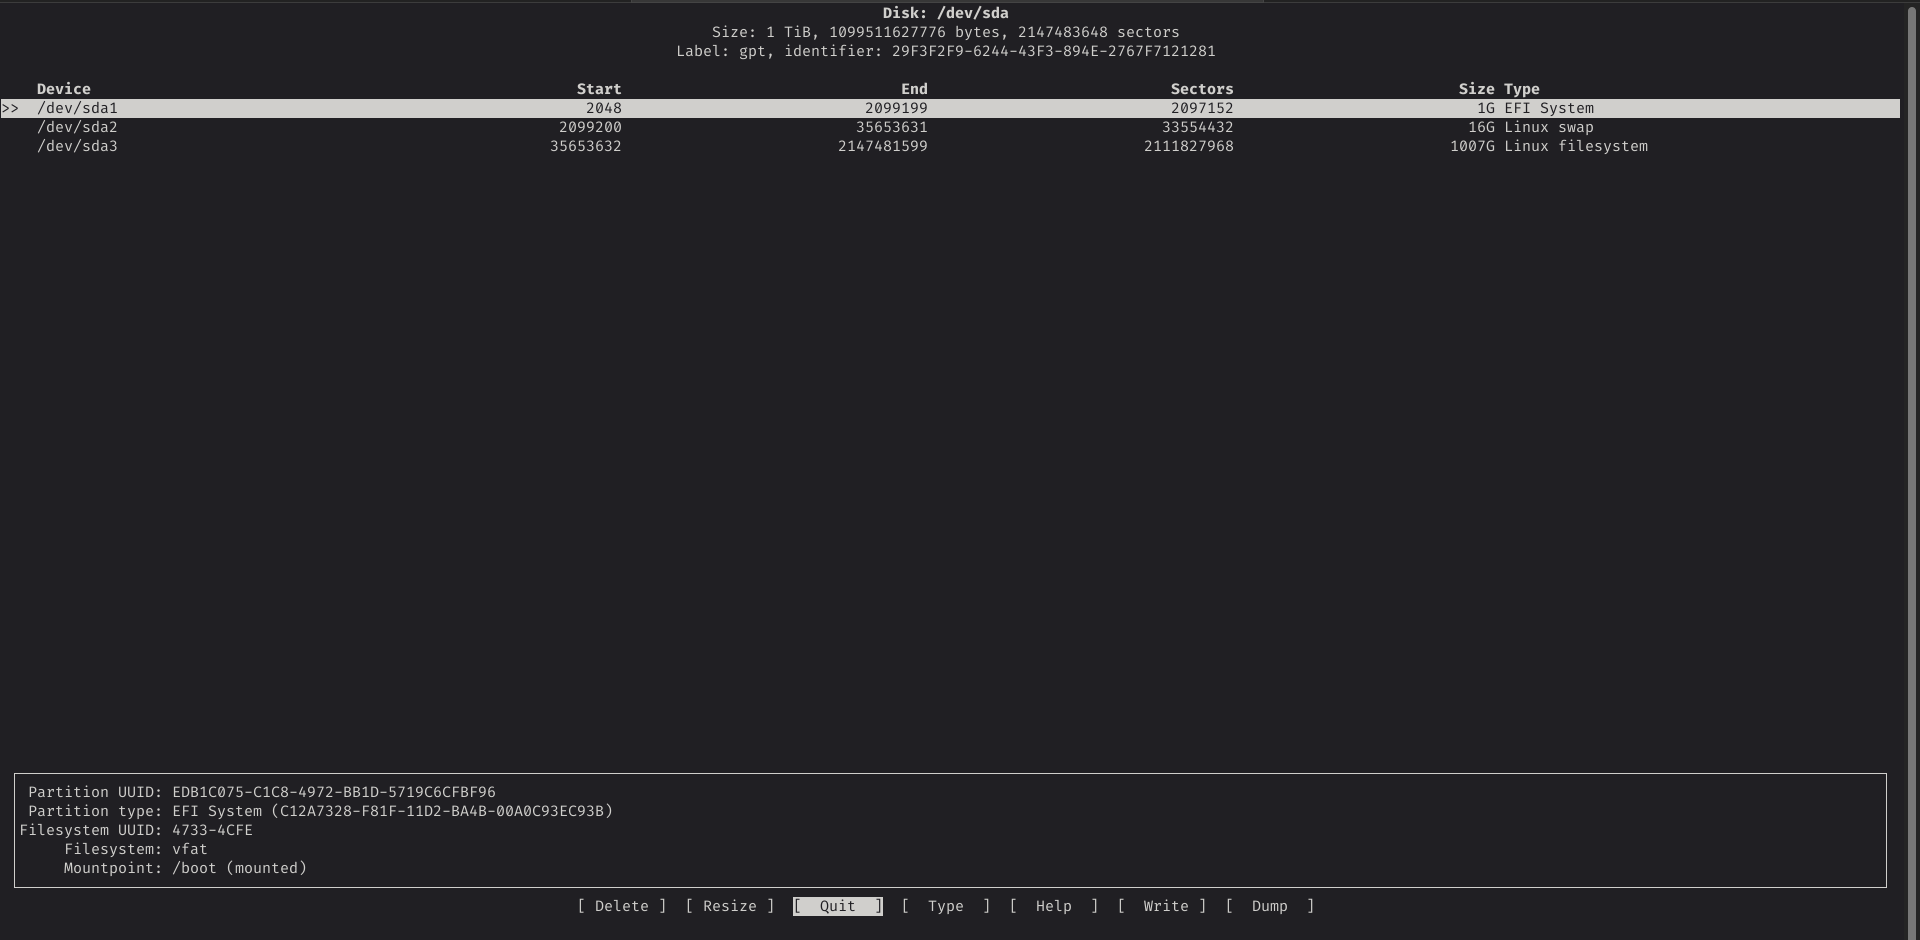 Disk: /dev/sda
Size: 1 TiB, 1099511627776 bytes, 2147483648 sectors
Label: gpt, identifier: 29F3F2F9-6244-43F3-894E-2767F7121281
Device Start End Sectors Size Type
>> /dev/sda1 2048 2099199 2097152 1G EFI System
/dev/sda2 2099200 35653631 33554432 16G Linux swap
/dev/sda3 35653632 2147481599 2111827968 1007G Linux filesystem
Partition UUID: EDB1C075-C1C8-4972-BB1D-5719C6CFBF96
Partition type: EFI System (C12A7328-F81F-11D2-BA4B-00A0C93EC93B)
Filesystem UUID: 4733-4CFE
Filesystem: vfat
Mountpoint: /boot (mounted)
[ Delete ] [ Resize ] [ Quit ] [ Type ] [ Help ] [ Write ] [ Dump ]